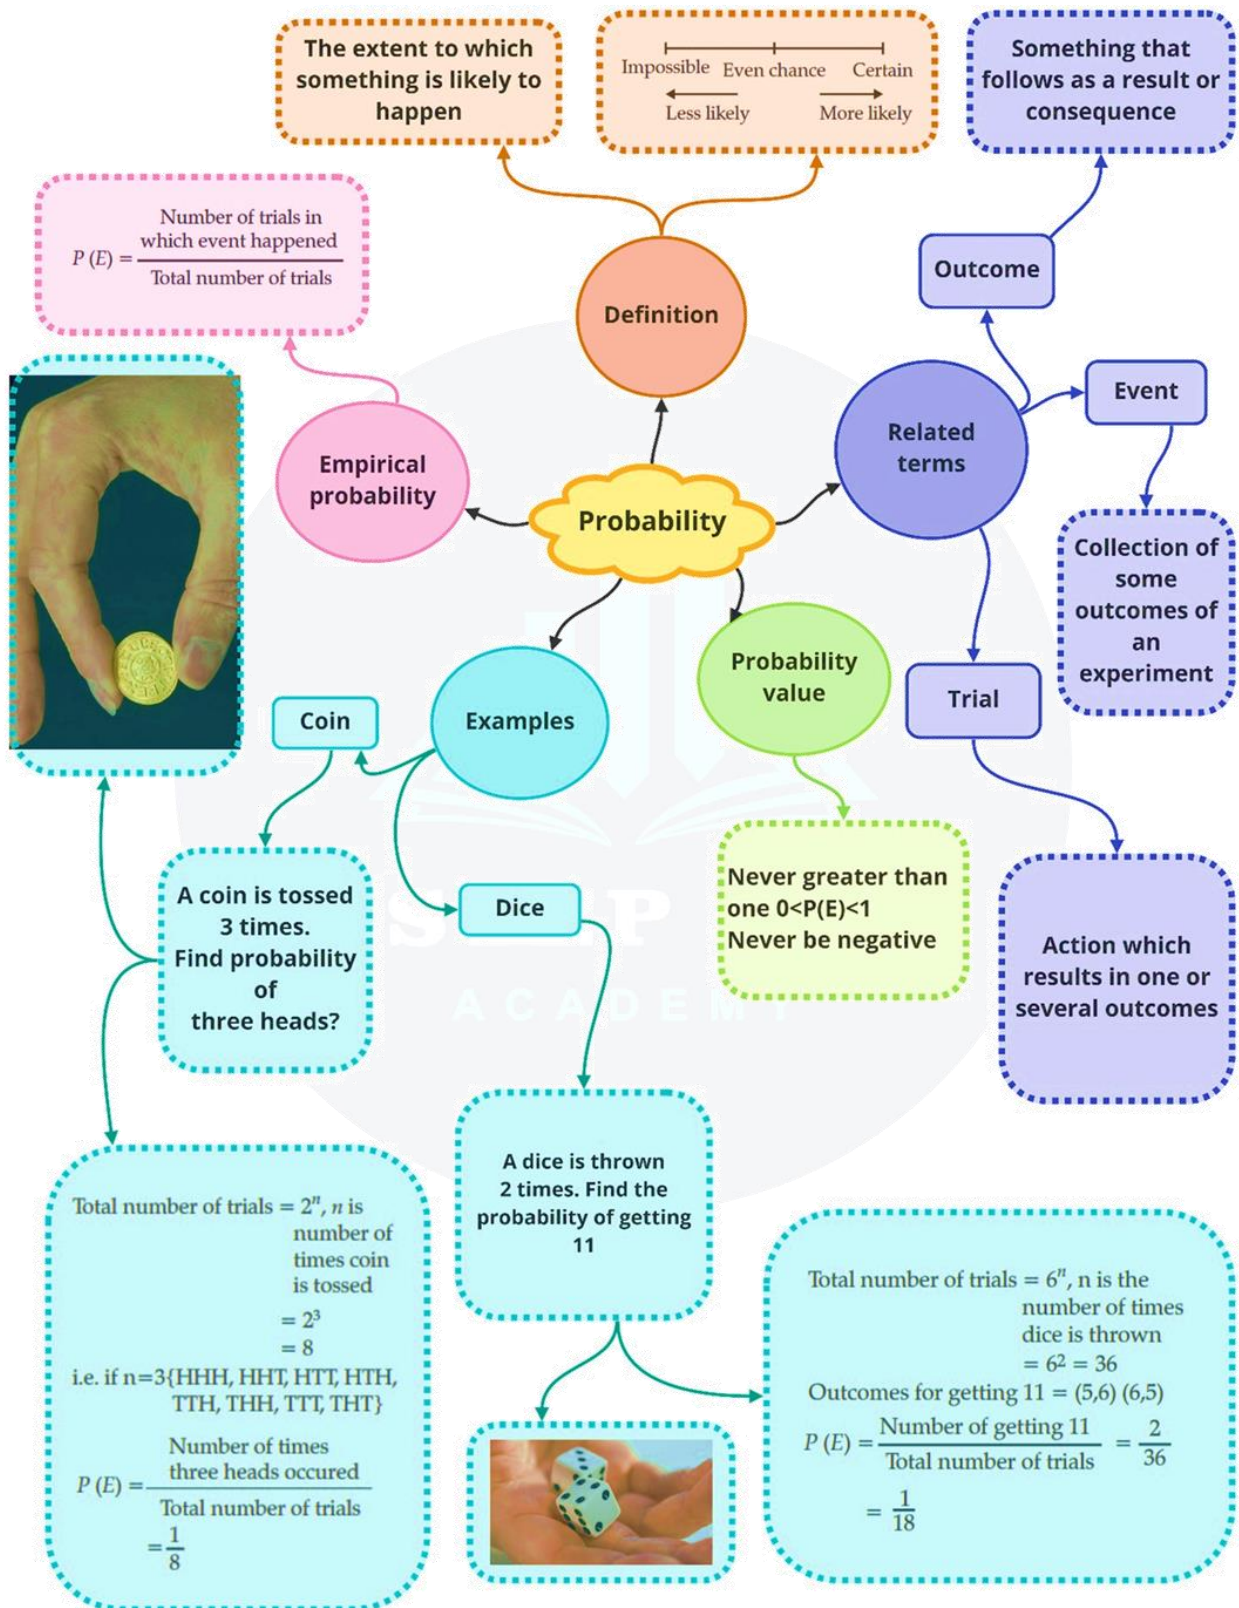 The extent to which
something is likely to
happen
Impossible Even chance Certain
Less likely More likely
Something that
follows as a result or
consequence
Number of trials in
which event happened
P (E) =
Total number of trials
Definition
Outcome
Event
Related
terms
Empirical
probability
Probability
Collection of
some
outcomes of
an
experiment
Probability
value
Trial
Examples
Coin
A coin is tossed
3 times.
Find probability
of
three heads?
Dice
Never greater than
one 0<P(E)<1
Never be negative
Action which
results in one or
several outcomes
ACADEMY
A dice is thrown
2 times. Find the
probability of getting
11
Total number of trials = 2ⁿ, n is
number of
times coin
is tossed
= 2³
= 8
i.e. if n=3{HHH, HHT, HTT, HTH,
TTH, THH, TTT, THT}
Number of times
three heads occured
P (E) =
Total number of trials
= 1/8
Total number of trials = 6ⁿ, n is the
number of times
dice is thrown
= 6² = 36
Outcomes for getting 11 = (5,6) (6,5)
P (E) = Number of getting 11 / Total number of trials = 2/36
= 1/18